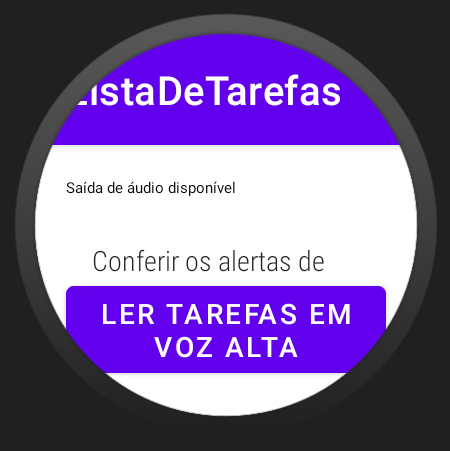 ListaDeTarefas
Saída de áudio disponível
Conferir os alertas de
LER TAREFAS EM
VOZ ALTA